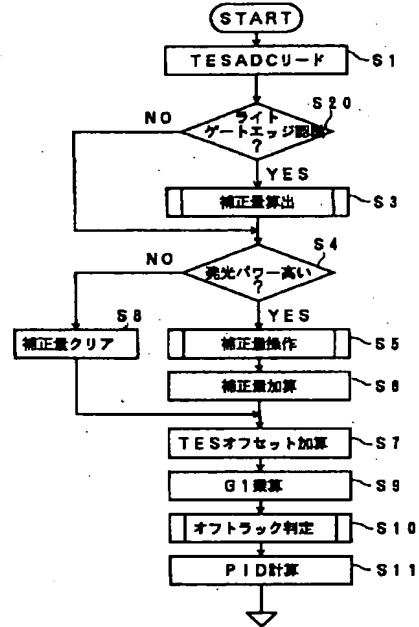 START
TESADCリード
S1
ライト
ゲートエッジ認識
?
S20
NO
YES
補正量算出
S3
S4
発光パワー高い
?
NO
YES
S8
補正量クリア
補正量操作
S5
補正量加算
S6
TESオフセット加算
S7
G1乗算
S9
オフトラック判定
S10
PID計算
S11